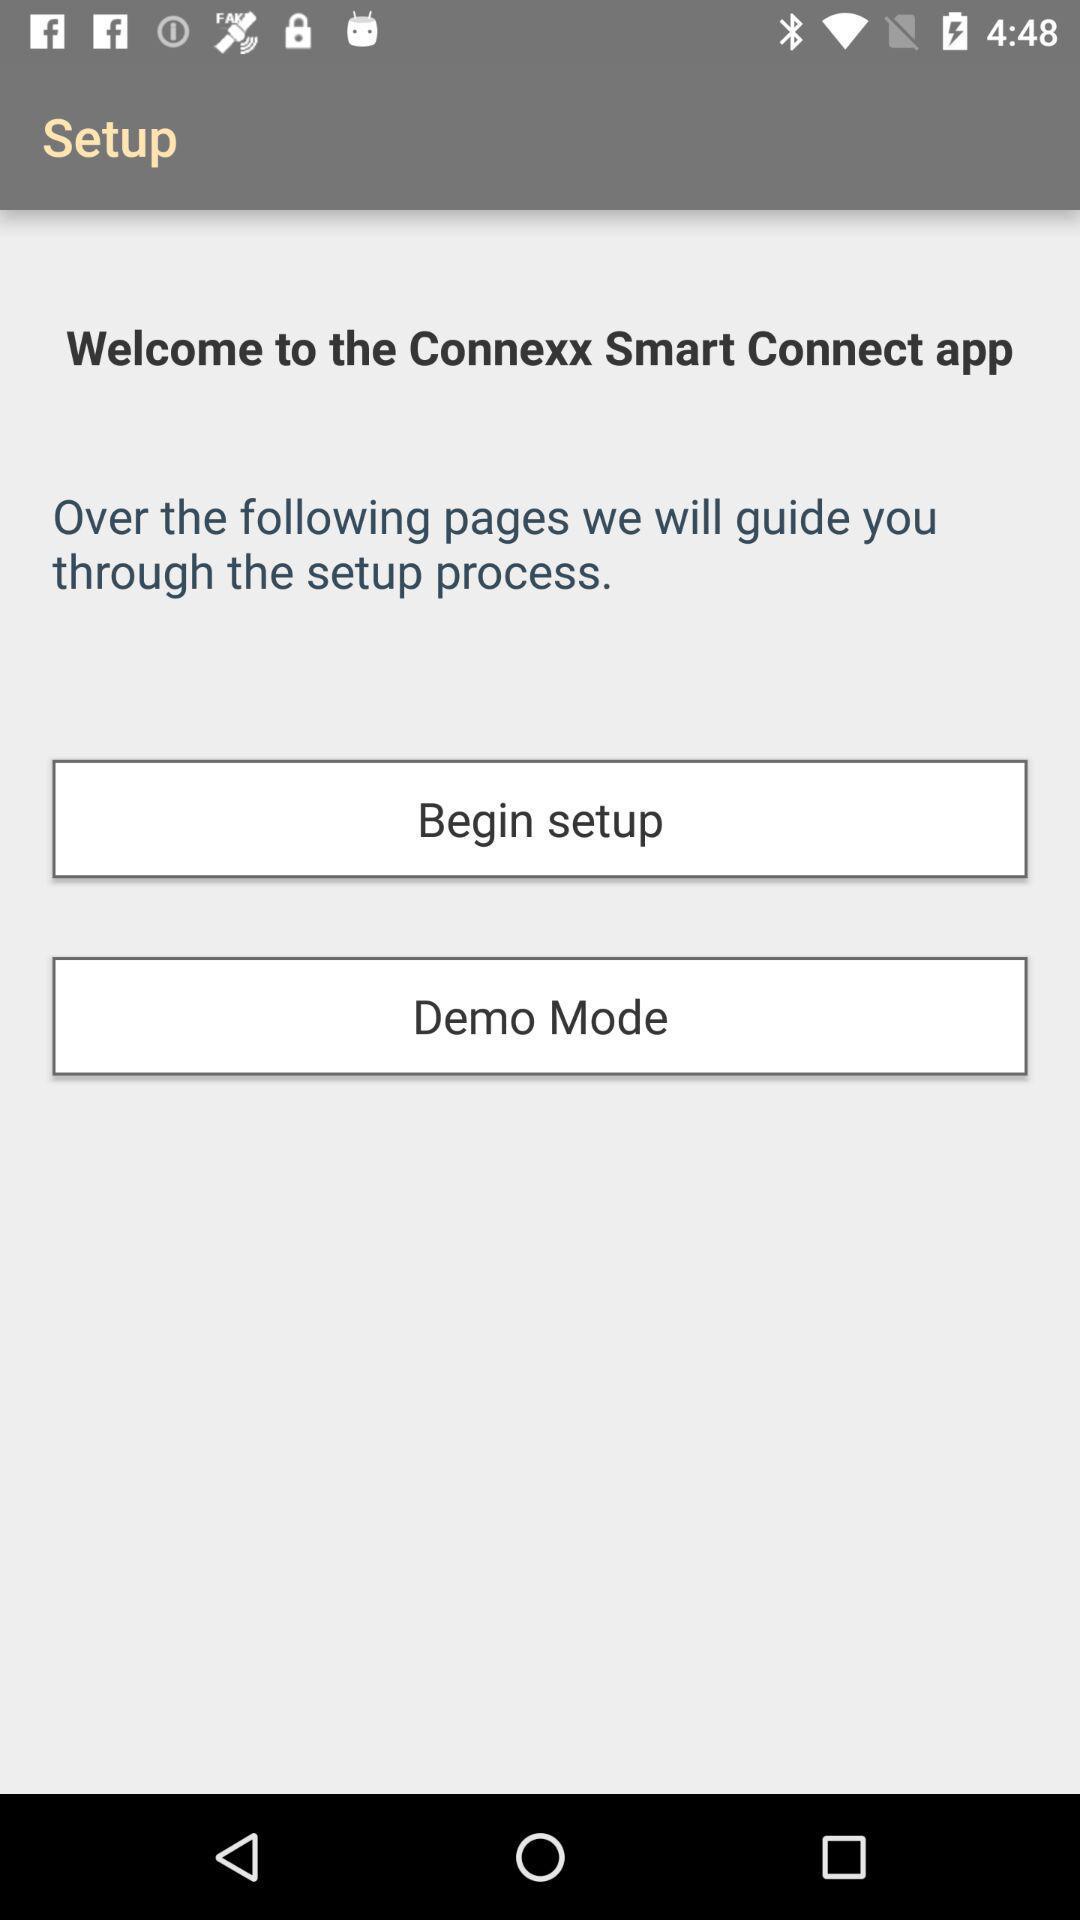 FAKE
4:48
Setup
Welcome to the Connexx Smart Connect app
Over the following pages we will guide you
through the setup process.
Begin setup
Demo Mode